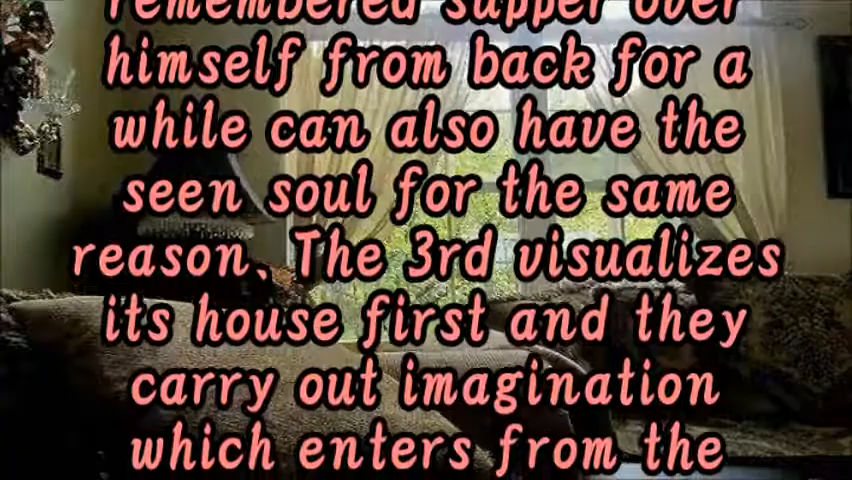 remembered supper over
himself from back for a
while can also have the
seen soul for the same
reason、The 3rd visualizes
its house first and they
carry out imagination
which enters from the